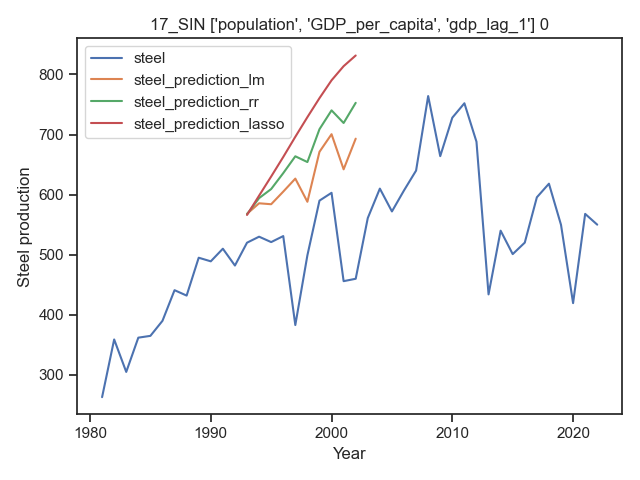 17_SIN ['population', 'GDP_per_capita', 'gdp_lag_1'] 0
steel
steel_prediction_lm
steel_prediction_rr
steel_prediction_lasso
Steel production
800
700
600
500
400
300
1980
1990
2000
2010
2020
Year